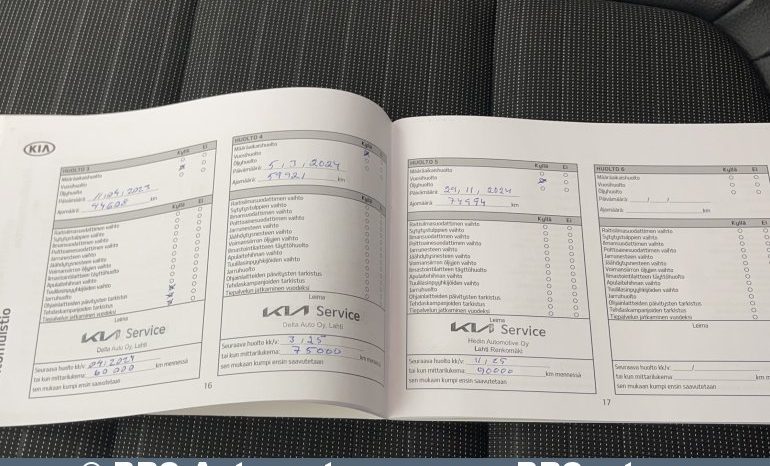 KIA
HUOLTO 3
Kyllä Ei
Määräaikaishuolto
Vuosihuolto
Öljyhuolto
Päivämäärä: 11,04,2023
Ajomäärä: 44608 km
Kyllä Ei
Raitisilmasuodattimen vaihto
Sytytystulppien vaihto
Ilmansuodattimen vaihto
Polttoainesuodattimen vaihto
Jarrunesteen vaihto
Jäähdytysnesteen vaihto
Voimansiirron öljyjen vaihto
Ilmastointilaitteen täyttöhuolto
Apulaitehihnan vaihto
Tuulilasinpyyhkijöiden vaihto
Jarruhuolto
Ohjainlaitteiden päivitysten tarkistus
Tehdaskampanjoiden tarkistus
Tiepalvelun jatkaminen vuodeksi
Leima
KIA Service
Delta Auto Oy, Lahti
Seuraava huolto kk/v: 04/2024
tai kun mittarilukema: 60000 km mennessä
sen mukaan kumpi ensin saavutetaan
16
HUOLTO 4
Kyllä Ei
Määräaikaishuolto
Vuosihuolto
Öljyhuolto
Päivämäärä: 5,3,2024
Ajomäärä: 59921 km
Kyllä Ei
Raitisilmasuodattimen vaihto
Sytytystulppien vaihto
Ilmansuodattimen vaihto
Polttoainesuodattimen vaihto
Jarrunesteen vaihto
Jäähdytysnesteen vaihto
Voimansiirron öljyjen vaihto
Ilmastointilaitteen täyttöhuolto
Apulaitehihnan vaihto
Tuulilasinpyyhkijöiden vaihto
Jarruhuolto
Ohjainlaitteiden päivitysten tarkistus
Tehdaskampanjoiden tarkistus
Tiepalvelun jatkaminen vuodeksi
Leima
KIA Service
Delta Auto Oy, Lahti
Seuraava huolto kk/v: 3/25
tai kun mittarilukema: 75000 km mennessä
sen mukaan kumpi ensin saavutetaan
HUOLTO 5
Kyllä Ei
Määräaikaishuolto
Vuosihuolto
Öljyhuolto
Päivämäärä: 29,11,2024
Ajomäärä: 74994 km
Kyllä Ei
Raitisilmasuodattimen vaihto
Sytytystulppien vaihto
Ilmansuodattimen vaihto
Polttoainesuodattimen vaihto
Jarrunesteen vaihto
Jäähdytysnesteen vaihto
Voimansiirron öljyjen vaihto
Ilmastointilaitteen täyttöhuolto
Apulaitehihnan vaihto
Tuulilasinpyyhkijöiden vaihto
Jarruhuolto
Ohjainlaitteiden päivitysten tarkistus
Tehdaskampanjoiden tarkistus
Tiepalvelun jatkaminen vuodeksi
Leima
KIA Service
Hedin Automotive Oy
Lahti Renkomäki
Seuraava huolto kk/v: 11/25
tai kun mittarilukema: 90000 km mennessä
sen mukaan kumpi ensin saavutetaan
HUOLTO 6
Kyllä Ei
Määräaikaishuolto
Vuosihuolto
Öljyhuolto
Päivämäärä: / /
Ajomäärä: km
Kyllä Ei
Raitisilmasuodattimen vaihto
Sytytystulppien vaihto
Ilmansuodattimen vaihto
Polttoainesuodattimen vaihto
Jarrunesteen vaihto
Jäähdytysnesteen vaihto
Voimansiirron öljyjen vaihto
Ilmastointilaitteen täyttöhuolto
Apulaitehihnan vaihto
Tuulilasinpyyhkijöiden vaihto
Jarruhuolto
Ohjainlaitteiden päivitysten tarkistus
Tehdaskampanjoiden tarkistus
Tiepalvelun jatkaminen vuodeksi
Leima
Seuraava huolto kk/v: /
tai kun mittarilukema: km m
sen mukaan kumpi ensin saavutetaan
17